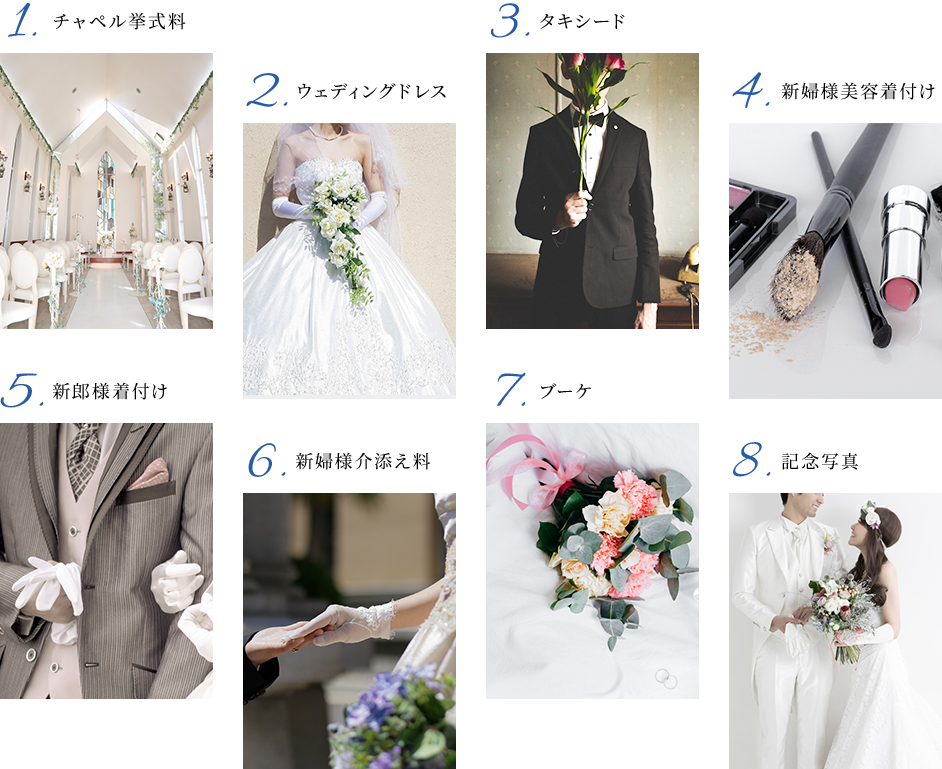 1. チャペル挙式料
2. ウェディングドレス
3. タキシード
4. 新婦様美容着付け
5. 新郎様着付け
6. 新婦様介添え料
7. ブーケ
8. 記念写真